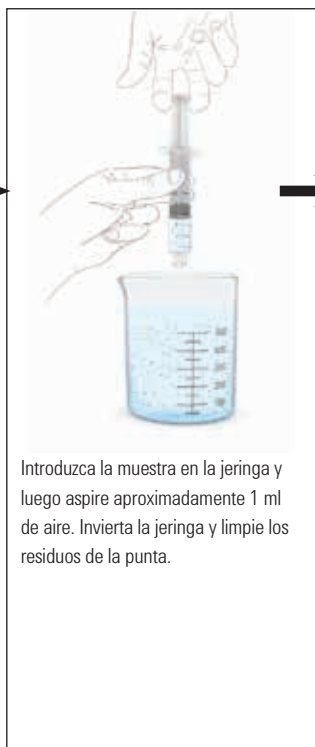 Introduzca la muestra en la jeringa y
luego aspire aproximadamente 1 ml
de aire. Invierta la jeringa y limpie los
residuos de la punta.